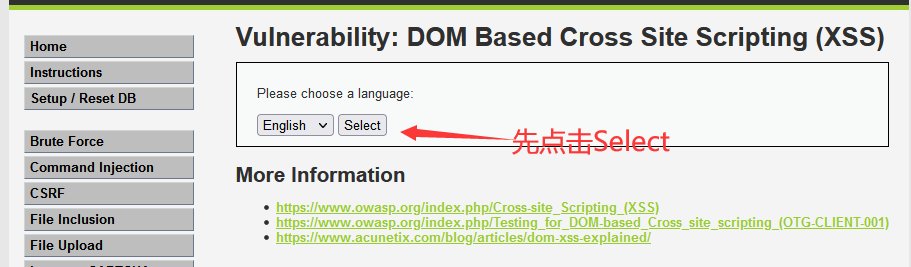 Home
Instructions
Setup / Reset DB
Brute Force
Command Injection
CSRF
File Inclusion
File Upload
Vulnerability: DOM Based Cross Site Scripting (XSS)
Please choose a language:
English Select
先点击Select
More Information
https://www.owasp.org/index.php/Cross-site_Scripting_(XSS)
https://www.owasp.org/index.php/Testing_for_DOM-based_Cross_site_scripting_(OTG-CLIENT-001)
https://www.acunetix.com/blog/articles/dom-xss-explained/